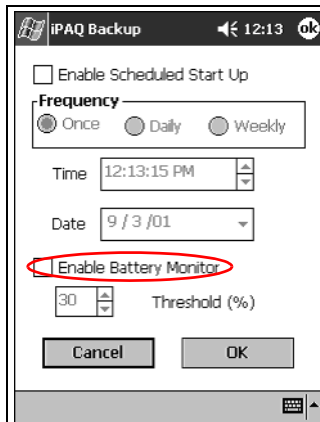 iPAQ Backup 12:13 ok
Enable Scheduled Start Up
Frequency
Once Daily Weekly
Time 12:13:15 PM
Date 9 / 3 /01
Enable Battery Monitor
30 Threshold (%)
Cancel OK